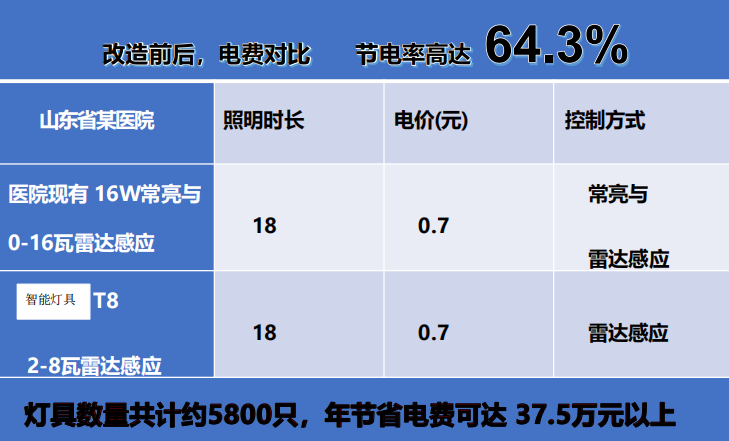 改造前后，电费对比 节电率高达 64.3%
山东省某医院 照明时长 电价(元) 控制方式
医院现有 16W常亮与
0-16瓦雷达感应
18 0.7
常亮与
雷达感应
智能灯具 T8
2-8瓦雷达感应
18 0.7 雷达感应
灯具数量共计约5800只，年节省电费可达 37.5万元以上